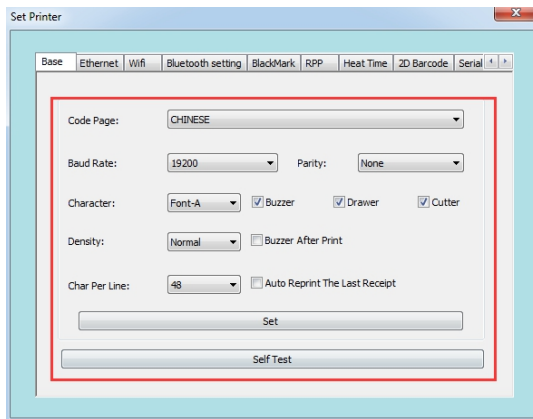 Set Printer
Base Ethernet Wifi Bluetooth setting BlackMark RPP Heat Time 2D Barcode Serial
Code Page: CHINESE
Baud Rate: 19200 Parity: None
Character: Font-A Buzzer Drawer Cutter
Density: Normal Buzzer After Print
Char Per Line: 48 Auto Reprint The Last Receipt
Set
Self Test